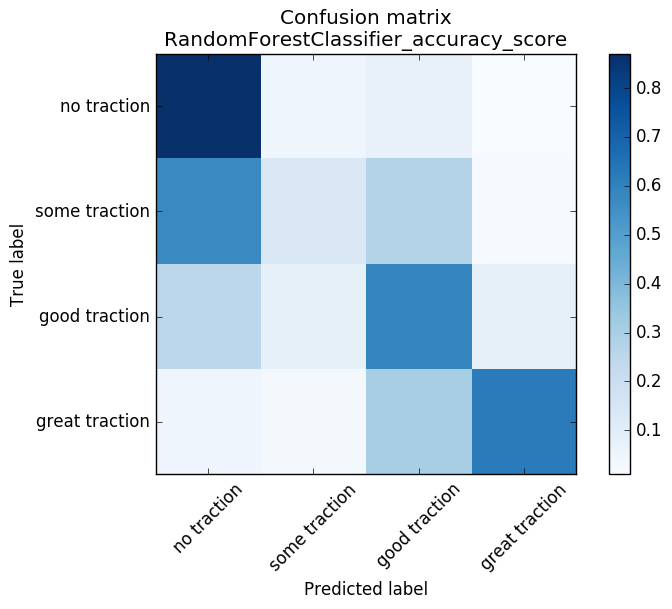 Confusion matrix
RandomForestClassifier_accuracy_score
True label
no traction
some traction
good traction
great traction
no traction
some traction
good traction
great traction
Predicted label
0.8
0.7
0.6
0.5
0.4
0.3
0.2
0.1